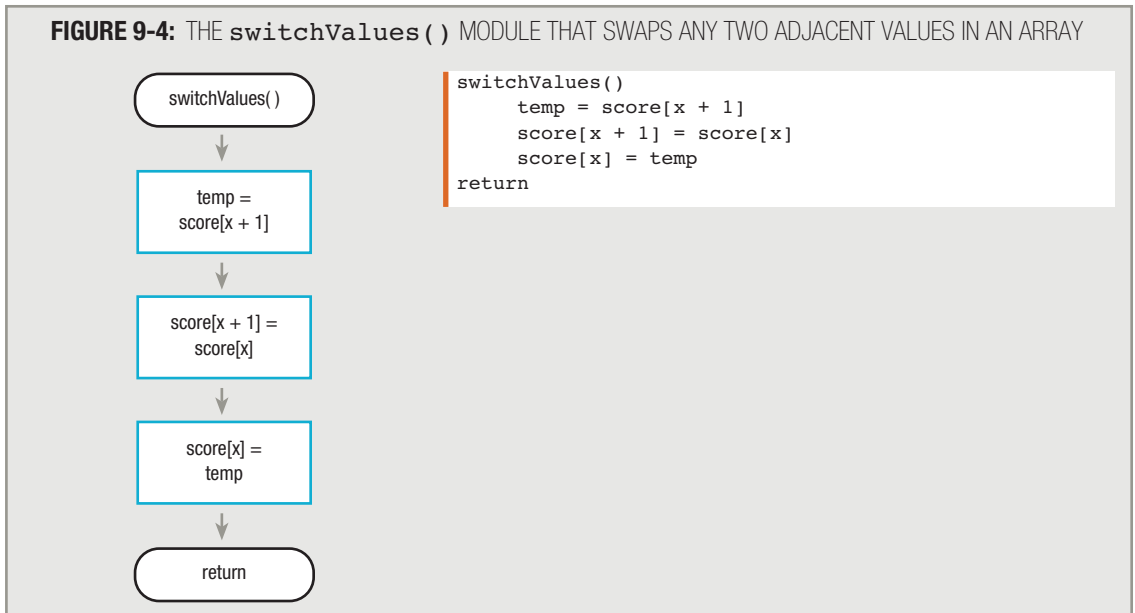 FIGURE 9-4: THE switchValues() MODULE THAT SWAPS ANY TWO ADJACENT VALUES IN AN ARRAY
switchValues( )
temp =
score[x + 1]
score[x + 1] =
score[x]
score[x] =
temp
return
switchValues()
temp = score[x + 1]
score[x + 1] = score[x]
score[x] = temp
return